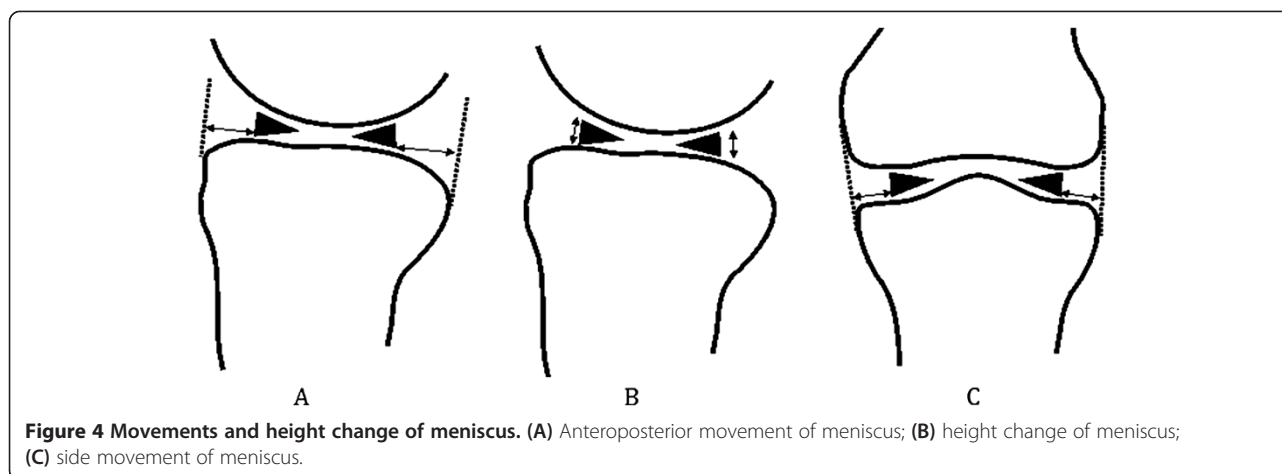 A
B
C
Figure 4 Movements and height change of meniscus. (A) Anteroposterior movement of meniscus; (B) height change of meniscus;
(C) side movement of meniscus.